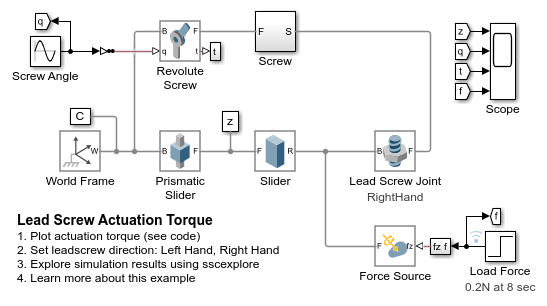 q
z
q
t
f
B
F
q
t
t
F
S
Screw Angle
Revolute
Screw
Screw
Scope
C
z
W
B
F
F
R
B
F
World Frame
Prismatic
Slider
Slider
Lead Screw Joint
RightHand
Lead Screw Actuation Torque
1. Plot actuation torque (see code)
2. Set leadscrew direction: Left Hand, Right Hand
3. Explore simulation results using sscexplore
4. Learn more about this example
f
F
fz
fz f
Force Source
Load Force
0.2N at 8 sec